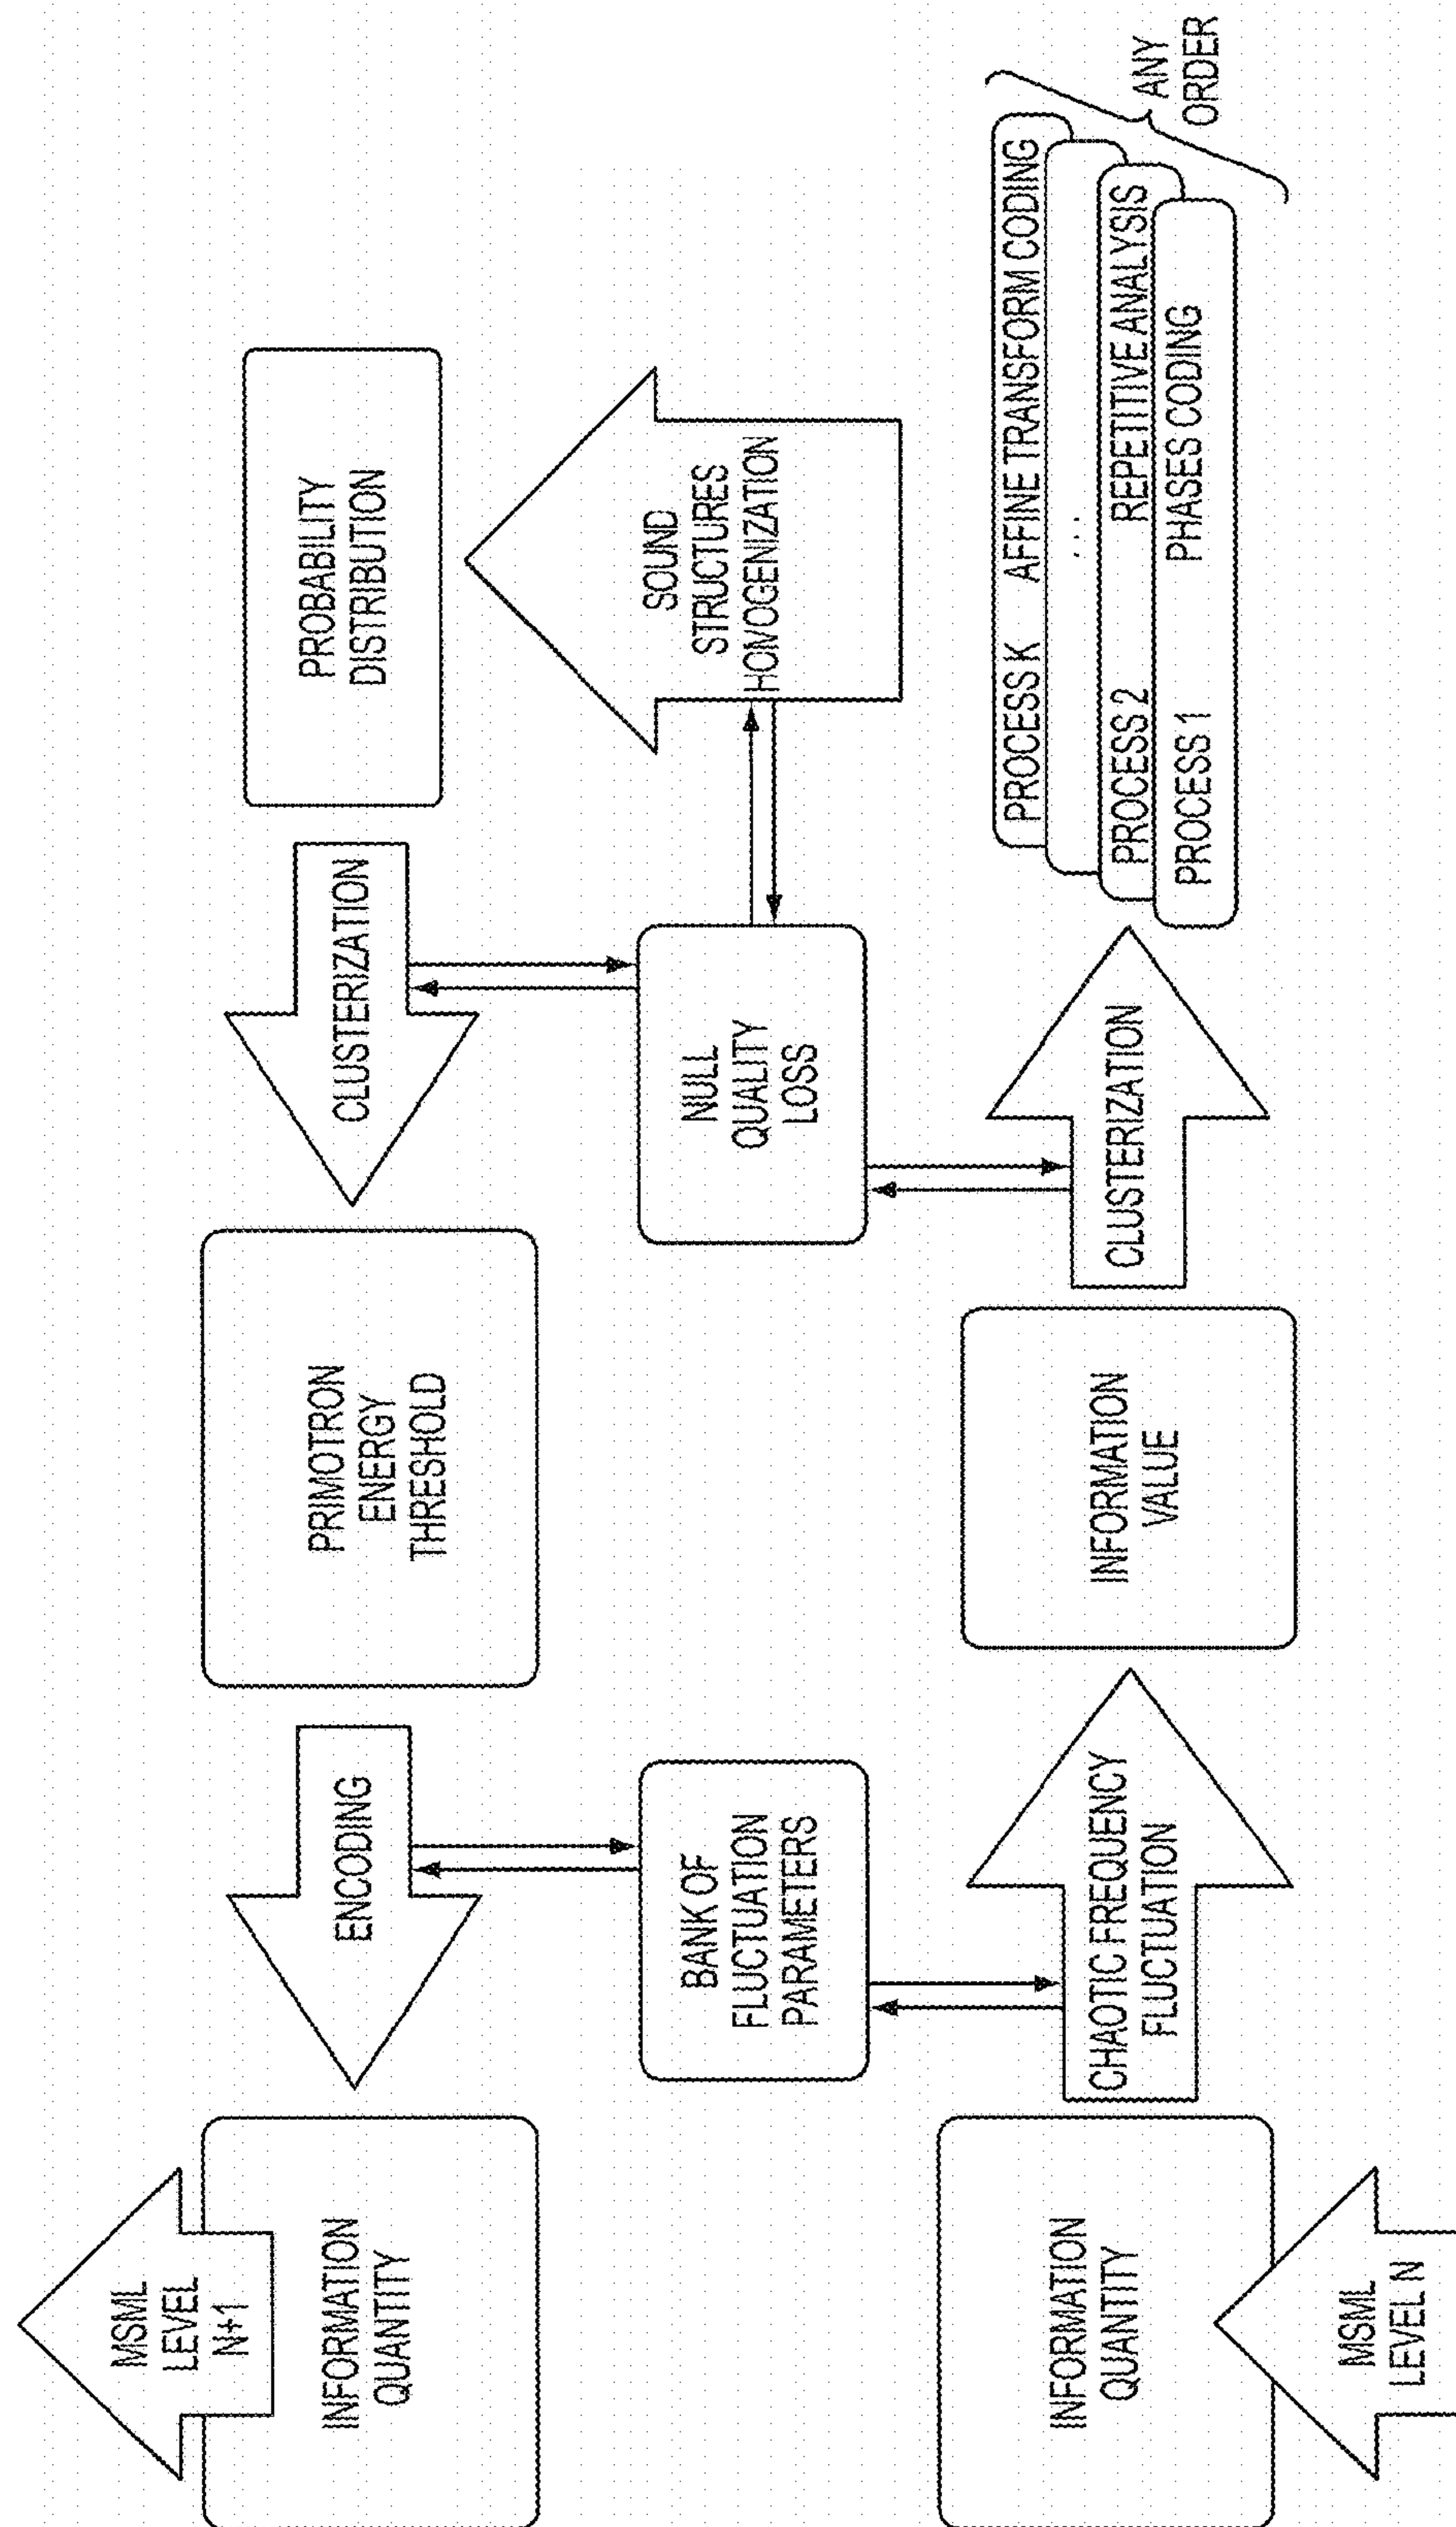 MSML
LEVEL
N+1
INFORMATION
QUANTITY
ENCODING
PRIMOTRON
ENERGY
THRESHOLD
CLUSTERIZATION
PROBABILITY
DISTRIBUTION
BANK OF
FLUCTUATION
PARAMETERS
NULL
QUALITY
LOSS
SOUND
STRUCTURES
HOMOGENIZATION
INFORMATION
QUANTITY
MSML
LEVEL N
CHAOTIC FREQUENCY
FLUCTUATION
INFORMATION
VALUE
CLUSTERIZATION
PROCESS K AFFINE TRANSFORM CODING
...
PROCESS 2 REPETITIVE ANALYSIS
PROCESS 1 PHASES CODING
ANY
ORDER